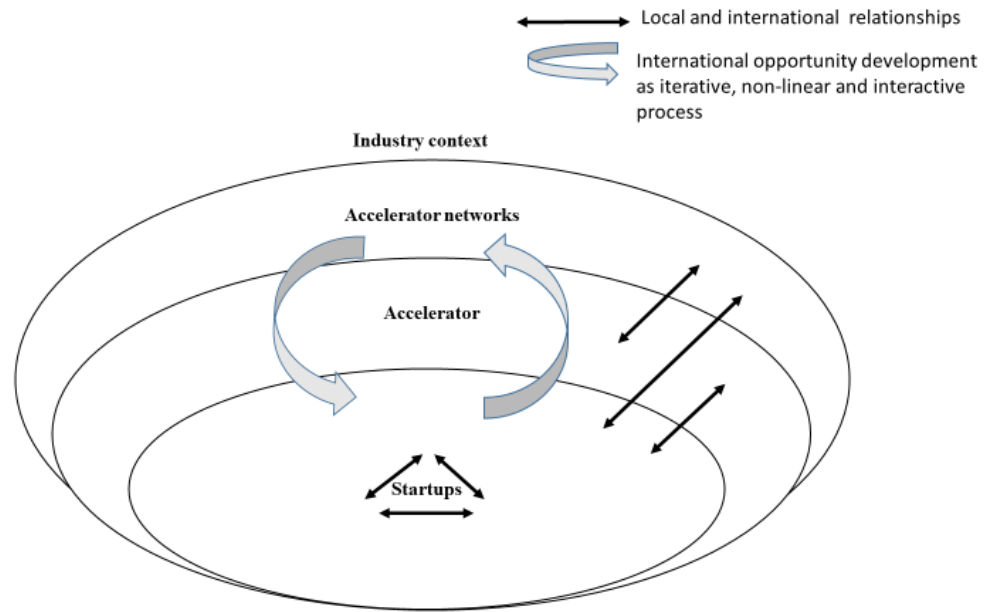 Local and international relationships
International opportunity development
as iterative, non-linear and interactive
process
Industry context
Accelerator networks
Accelerator
Startups